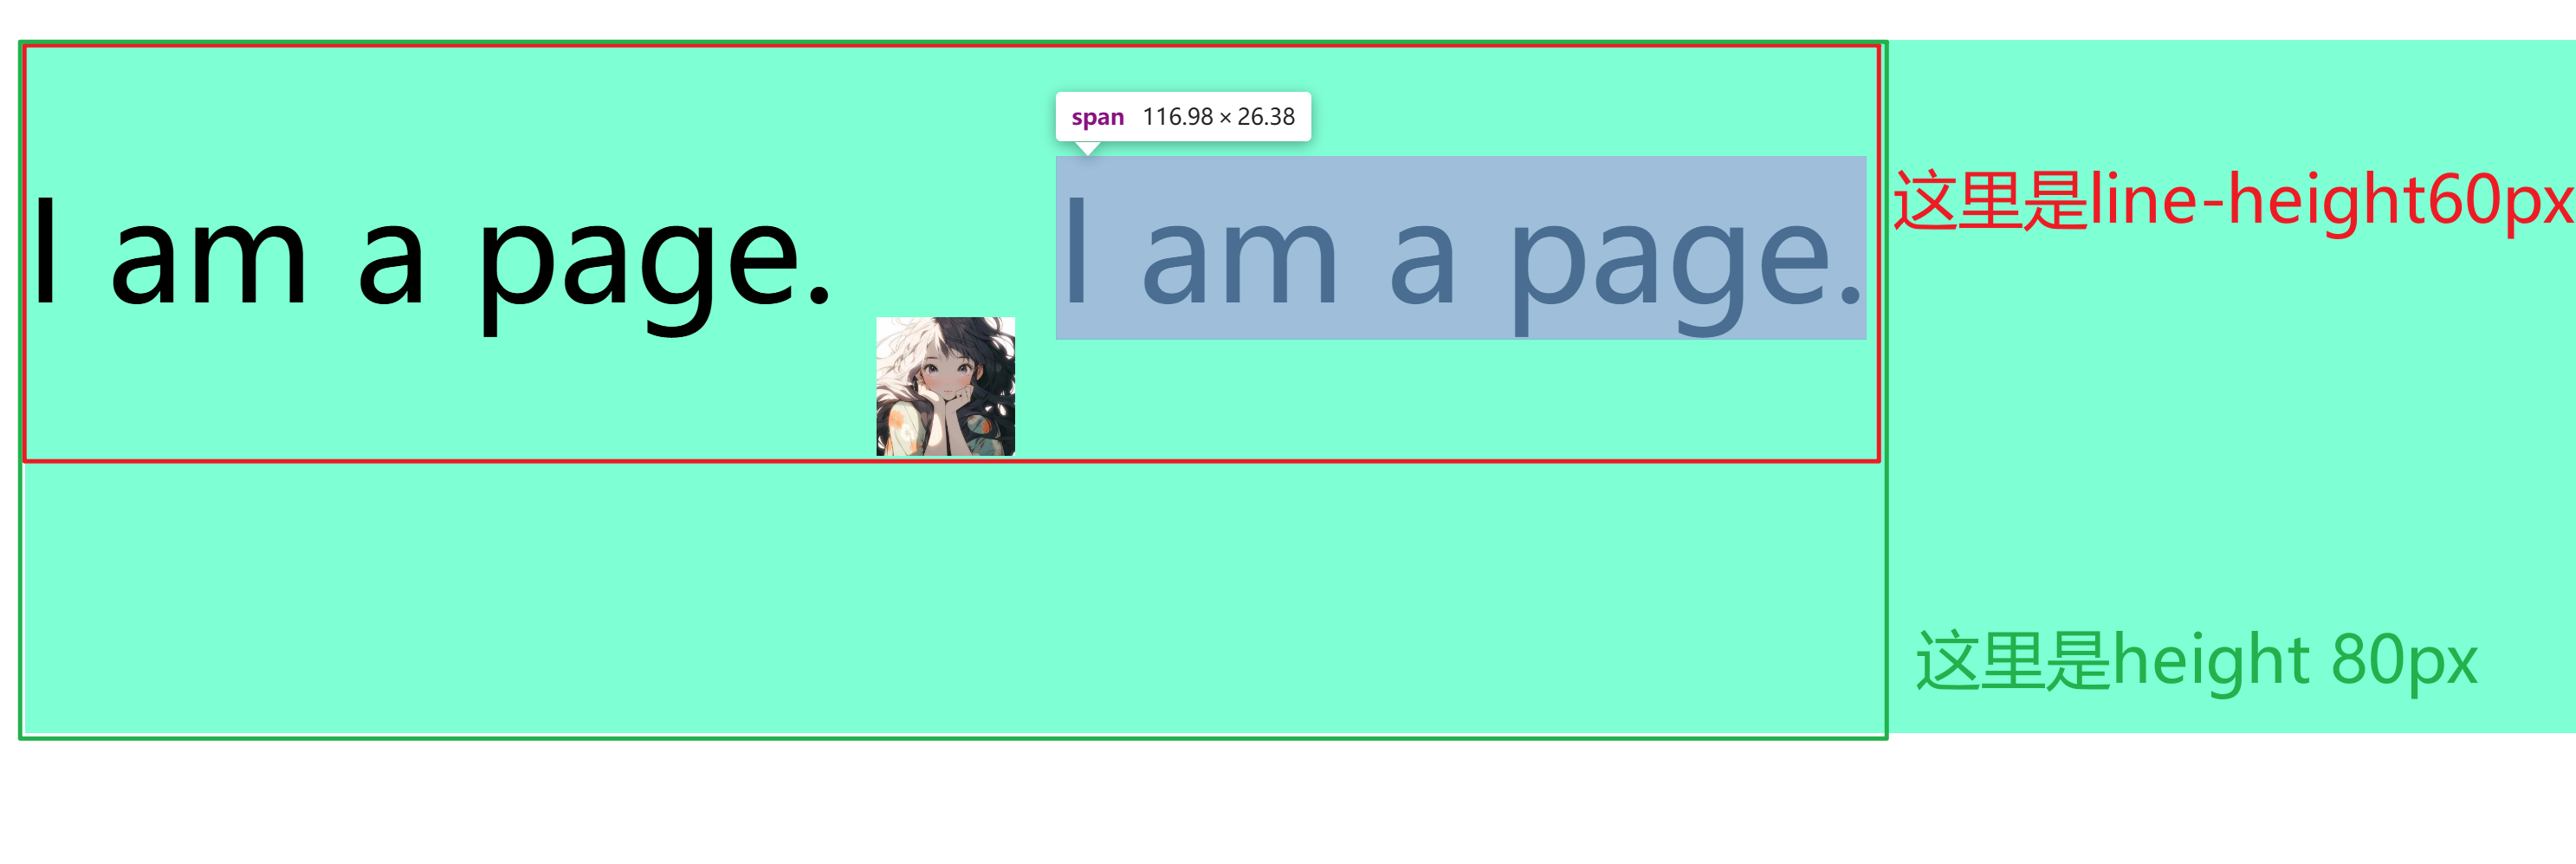 span 116.98 × 26.38
I am a page. I am a page.
这里是line-height60px
这里是height 80px